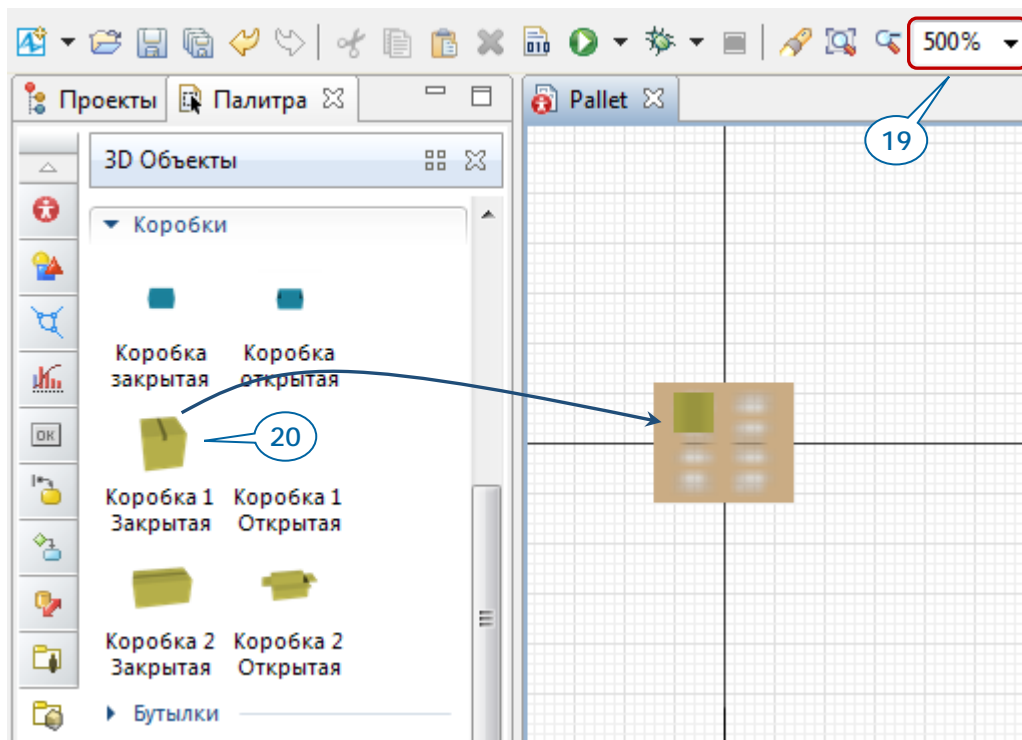 010
500%
Проекты
Палитра
Pallet
19
3D Объекты
Коробки
Коробка закрытая
Коробка открытая
20
Коробка 1 Закрытая
Коробка 1 Открытая
OK
Коробка 2 Закрытая
Коробка 2 Открытая
Бутылки